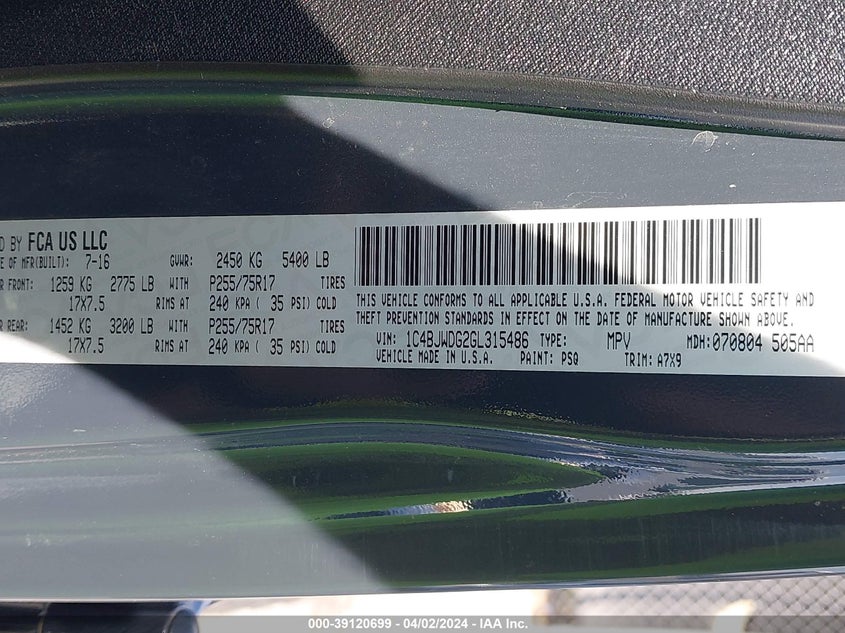 D BY FCA US LLC
E OF MFR(BUILT): 7-16 GVWR: 2450 KG 5400 LB
FRONT: 1259 KG 2775 LB WITH P255/75R17 TIRES
17X7.5 RIMS AT 240 KPA ( 35 PSI) COLD
REAR: 1452 KG 3200 LB WITH P255/75R17 TIRES
17X7.5 RIMS AT 240 KPA ( 35 PSI) COLD
THIS VEHICLE CONFORMS TO ALL APPLICABLE U.S.A. FEDERAL MOTOR VEHICLE SAFETY AND
THEFT PREVENTION STANDARDS IN EFFECT ON THE DATE OF MANUFACTURE SHOWN ABOVE.
VIN: 1C4BJWDG2GL315486 TYPE: MPV MDH: 070804 505AA
VEHICLE MADE IN U.S.A. PAINT: PSQ TRIM: A7X9
000-39120699 - 04/02/2024 - IAA Inc.